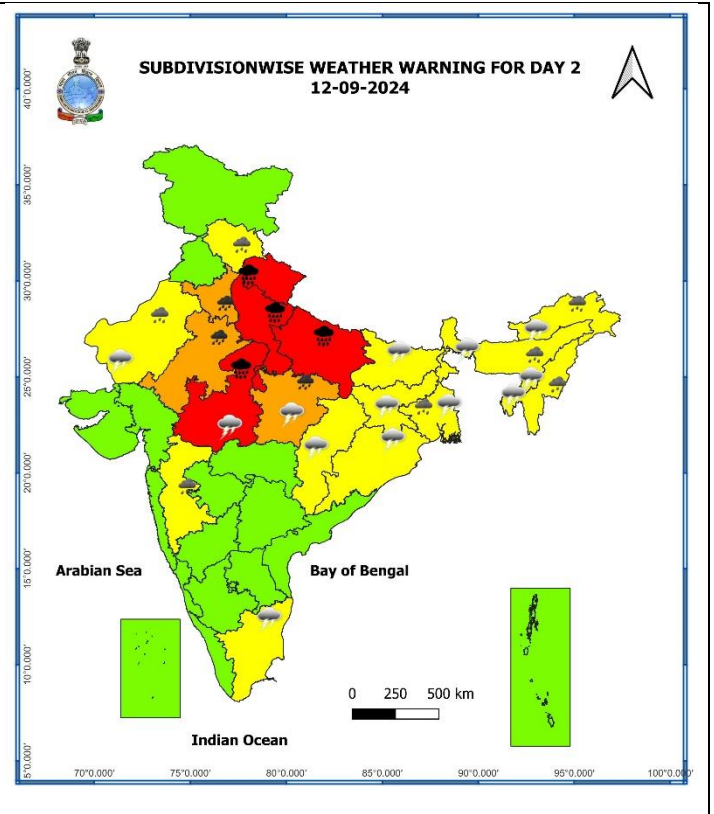 SUBDIVISIONWISE WEATHER WARNING FOR DAY 2
12-09-2024
40°0.000'
35°0.000'
30°0.000'
25°0.000'
20°0.000'
15°0.000'
10°0.000'
5°0.000'
Arabian Sea
Bay of Bengal
0 250 500 km
Indian Ocean
70°0.000' 75°0.000' 80°0.000' 85°0.000' 90°0.000' 95°0.000' 100°0.000'